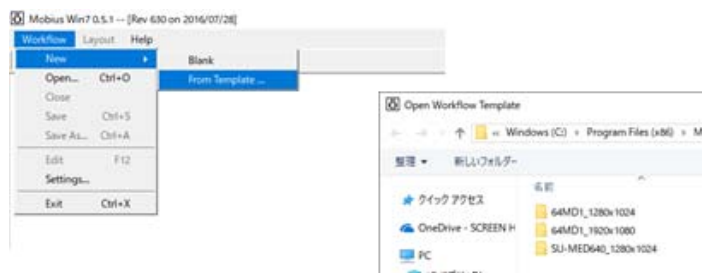 Mobius Win7 0.5.1 -- [Rev 630 on 2016/07/28]
Workflow Layout Help
New
Blank
Open... Ctrl+O
From Template ...
Close
Save Ctrl+S
Save As... Ctrl+A
Edit F12
Settings...
Exit Ctrl+X
Open Workflow Template
« Windows (C:) › Program Files (x86) › M
整理 新しいフォルダー
名前
クイック アクセス
64MD1_1280x1024
OneDrive - SCREEN H
64MD1_1920x1080
PC
SU-MED640_1280x1024